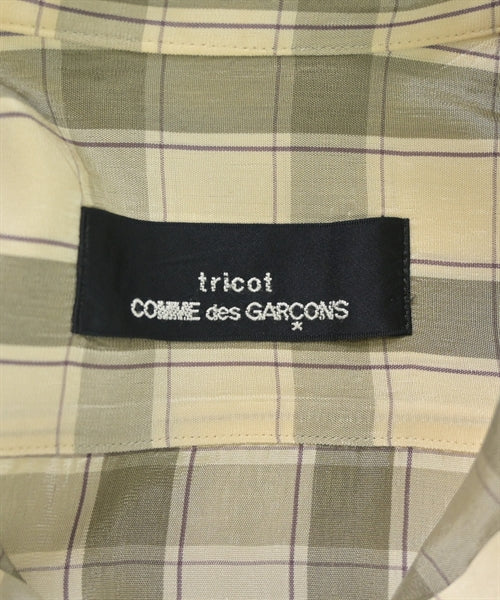 tricot
COMME des GARÇONS
*